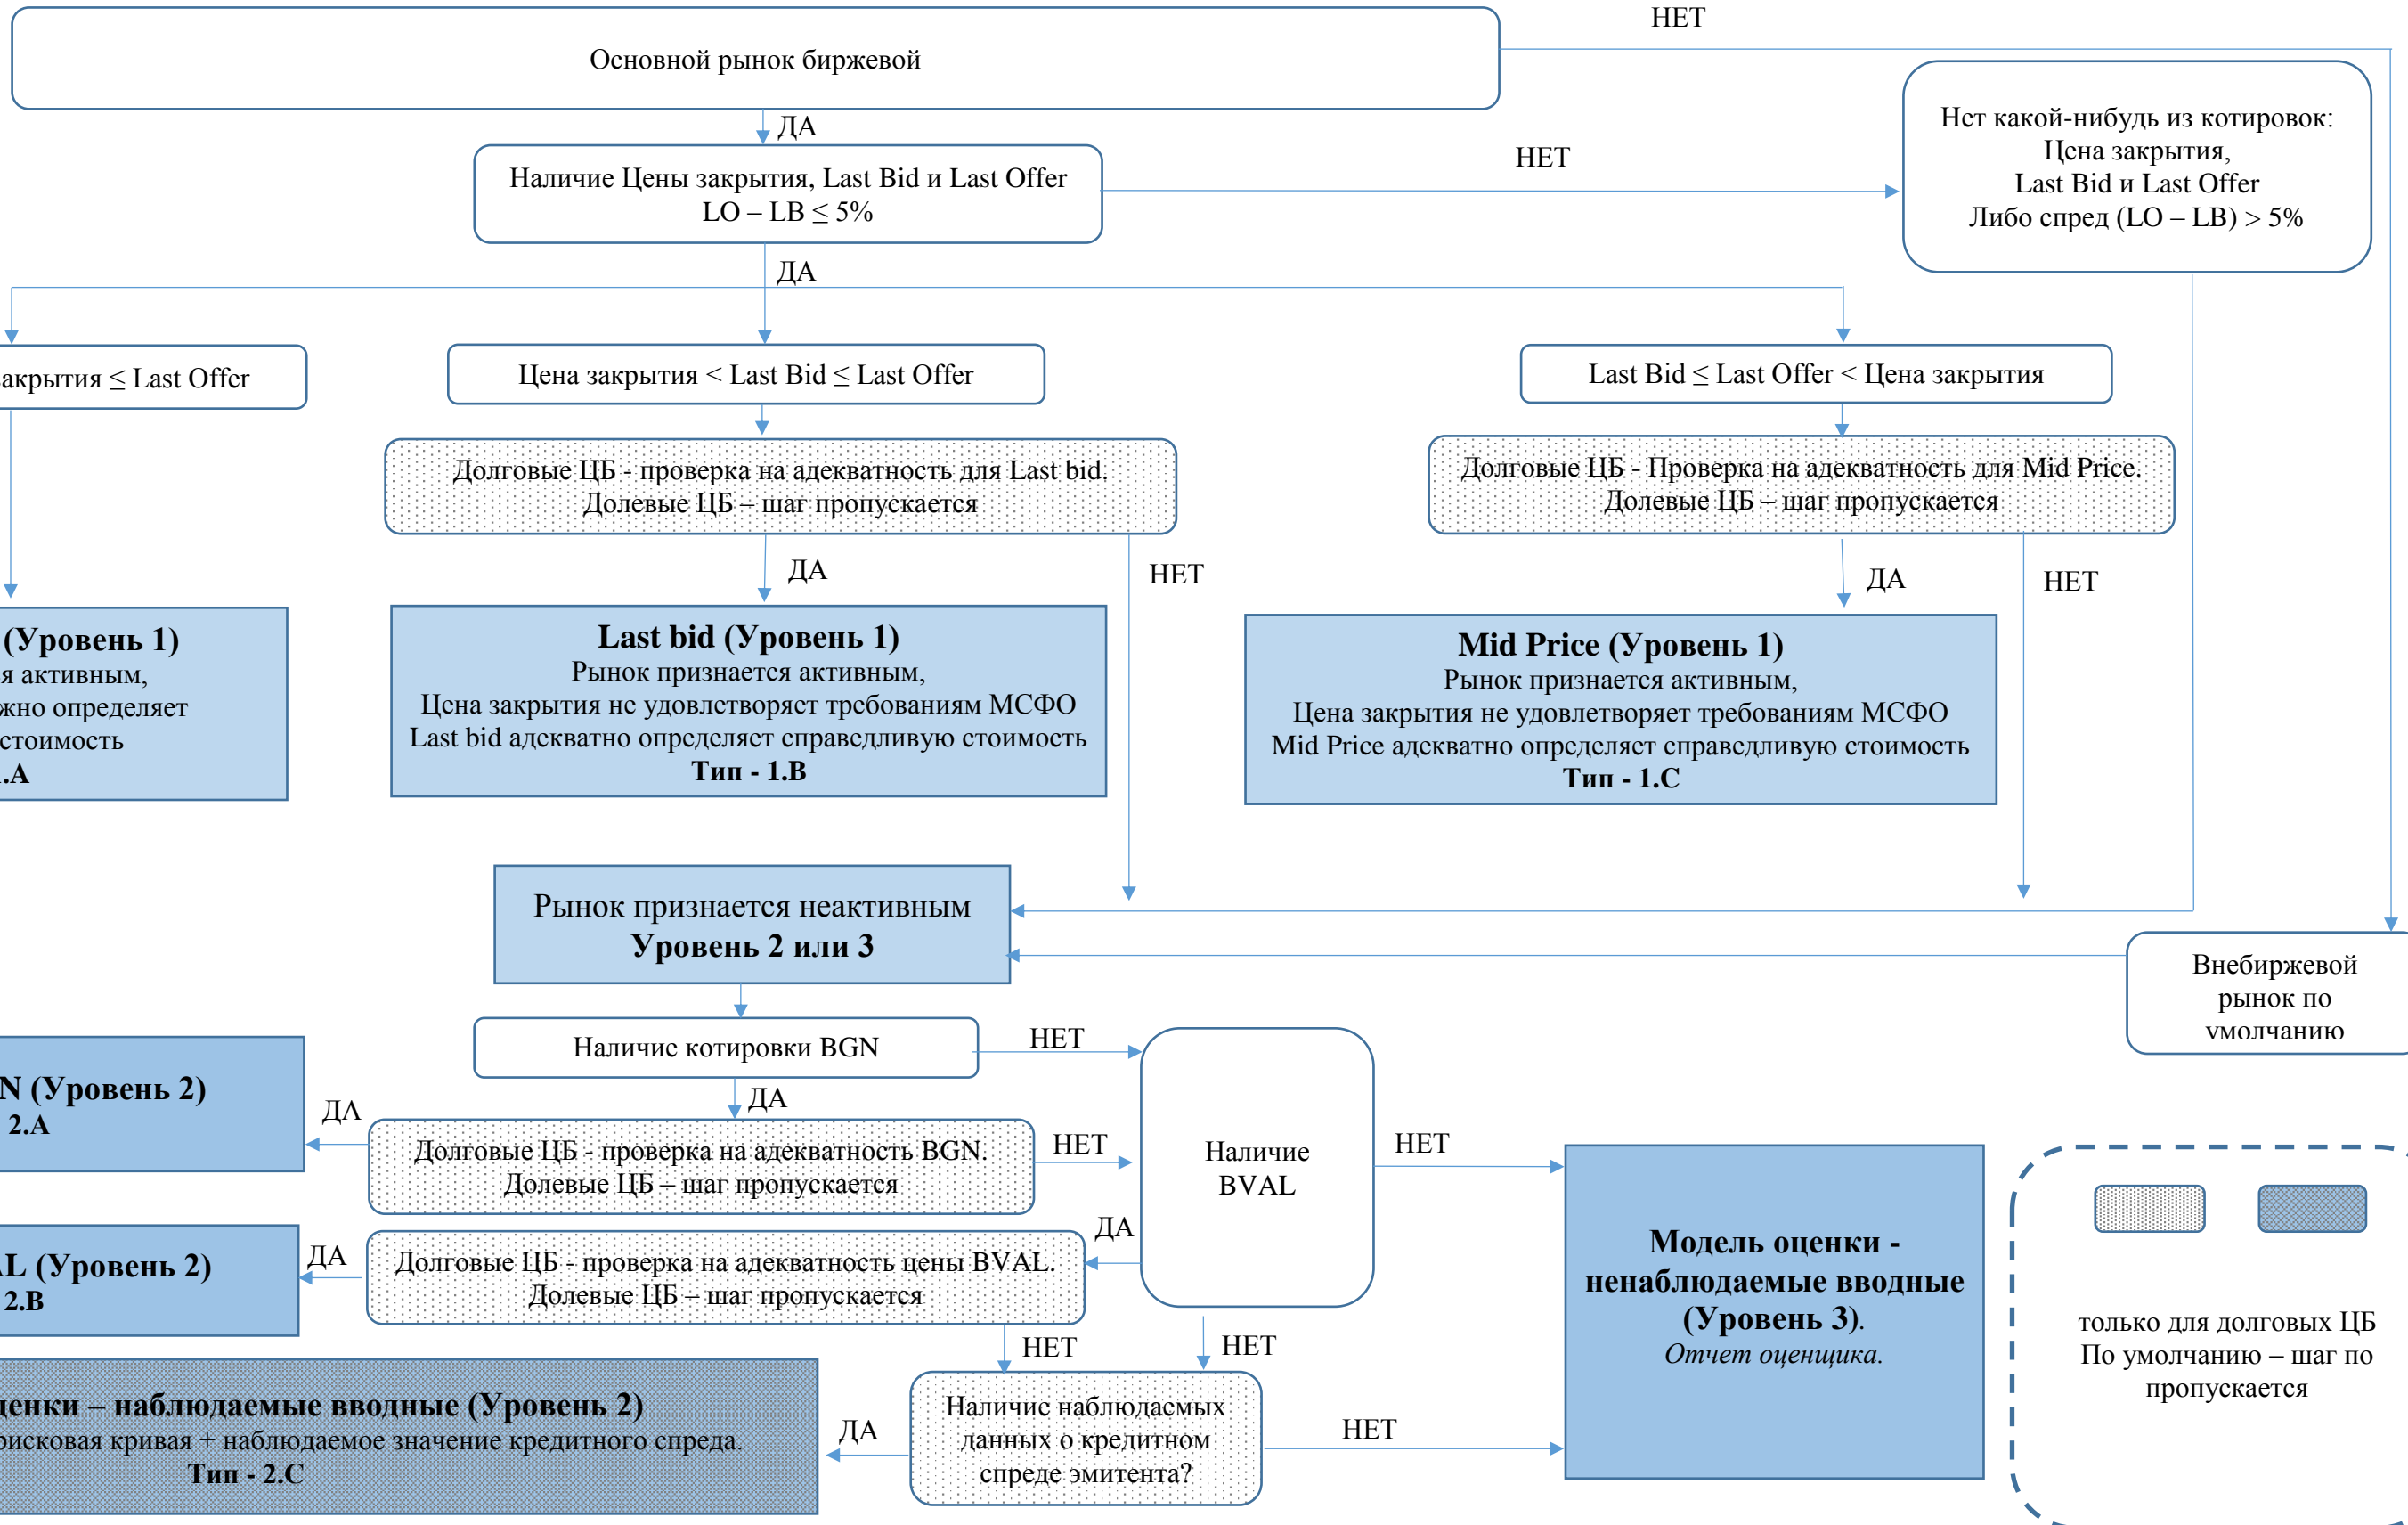 НЕТ
Основной рынок биржевой
ДА
Наличие Цены закрытия, Last Bid и Last Offer
LO – LB ≤ 5%
НЕТ
Нет какой-нибудь из котировок:
Цена закрытия,
Last Bid и Last Offer
Либо спред (LO – LB) > 5%
ДА
акрытия ≤ Last Offer
Цена закрытия < Last Bid ≤ Last Offer
Last Bid ≤ Last Offer < Цена закрытия
Долговые ЦБ - проверка на адекватность для Last bid.
Долевые ЦБ – шаг пропускается
Долговые ЦБ - Проверка на адекватность для Mid Price.
Долевые ЦБ – шаг пропускается
ДА
НЕТ
ДА
НЕТ
(Уровень 1)
я активным,
жно определяет
стоимость
.А
Last bid (Уровень 1)
Рынок признается активным,
Цена закрытия не удовлетворяет требованиям МСФО
Last bid адекватно определяет справедливую стоимость
Тип - 1.B
Mid Price (Уровень 1)
Рынок признается активным,
Цена закрытия не удовлетворяет требованиям МСФО
Mid Price адекватно определяет справедливую стоимость
Тип - 1.C
Рынок признается неактивным
Уровень 2 или 3
Внебиржевой
рынок по
умолчанию
Наличие котировки BGN
НЕТ
ДА
N (Уровень 2)
2.А
ДА
Долговые ЦБ - проверка на адекватность BGN.
Долевые ЦБ – шаг пропускается
НЕТ
Наличие
BVAL
НЕТ
L (Уровень 2)
2.B
ДА
Долговые ЦБ - проверка на адекватность цены BVAL.
Долевые ЦБ – шаг пропускается
ДА
НЕТ
НЕТ
Модель оценки -
ненаблюдаемые вводные
(Уровень 3).
Отчет оценщика.
только для долговых ЦБ
По умолчанию – шаг по
пропускается
ценки – наблюдаемые вводные (Уровень 2)
рисковая кривая + наблюдаемое значение кредитного спреда.
Тип - 2.C
ДА
Наличие наблюдаемых
данных о кредитном
спреде эмитента?
НЕТ